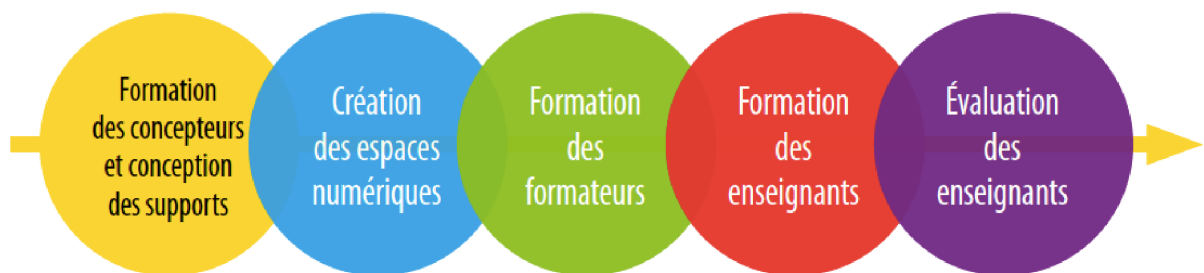 Formation
des concepteurs
et conception
des supports
Création
des espaces
numériques
Formation
des
formateurs
Formation
des
enseignants
Évaluation
des
enseignants